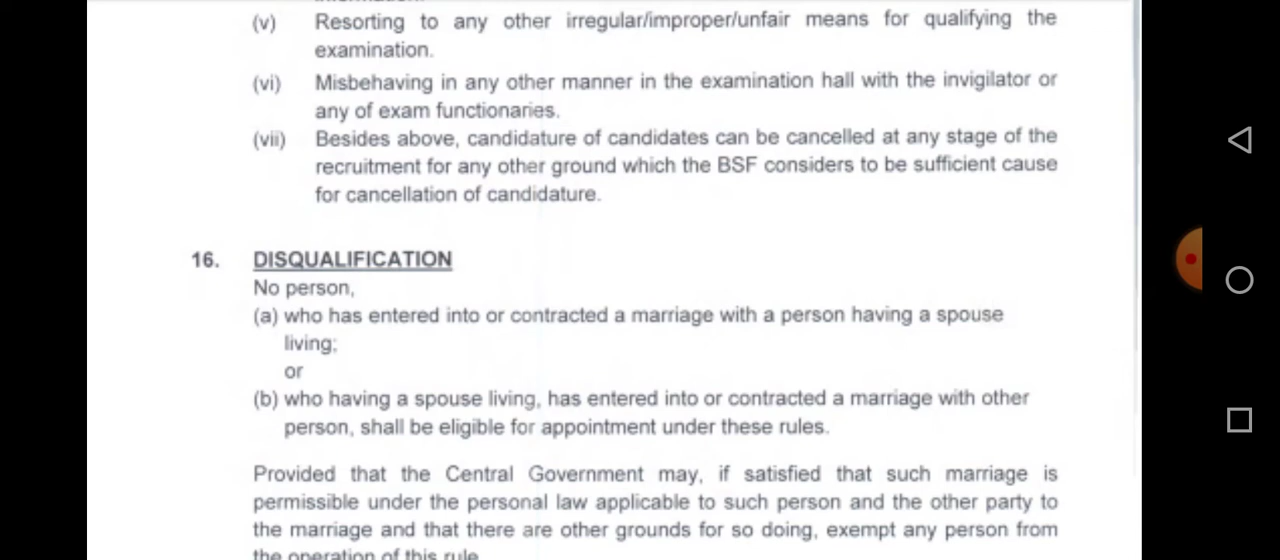 (v) Resorting to any other irregular/improper/unfair means for qualifying the
examination.
(vi) Misbehaving in any other manner in the examination hall with the invigilator or
any of exam functionaries.
(vii) Besides above, candidature of candidates can be cancelled at any stage of the
recruitment for any other ground which the BSF considers to be sufficient cause
for cancellation of candidature.
16. DISQUALIFICATION
No person,
(a) who has entered into or contracted a marriage with a person having a spouse
living;
or
(b) who having a spouse living, has entered into or contracted a marriage with other
person, shall be eligible for appointment under these rules.
Provided that the Central Government may, if satisfied that such marriage is
permissible under the personal law applicable to such person and the other party to
the marriage and that there are other grounds for so doing, exempt any person from
the operation of this rule